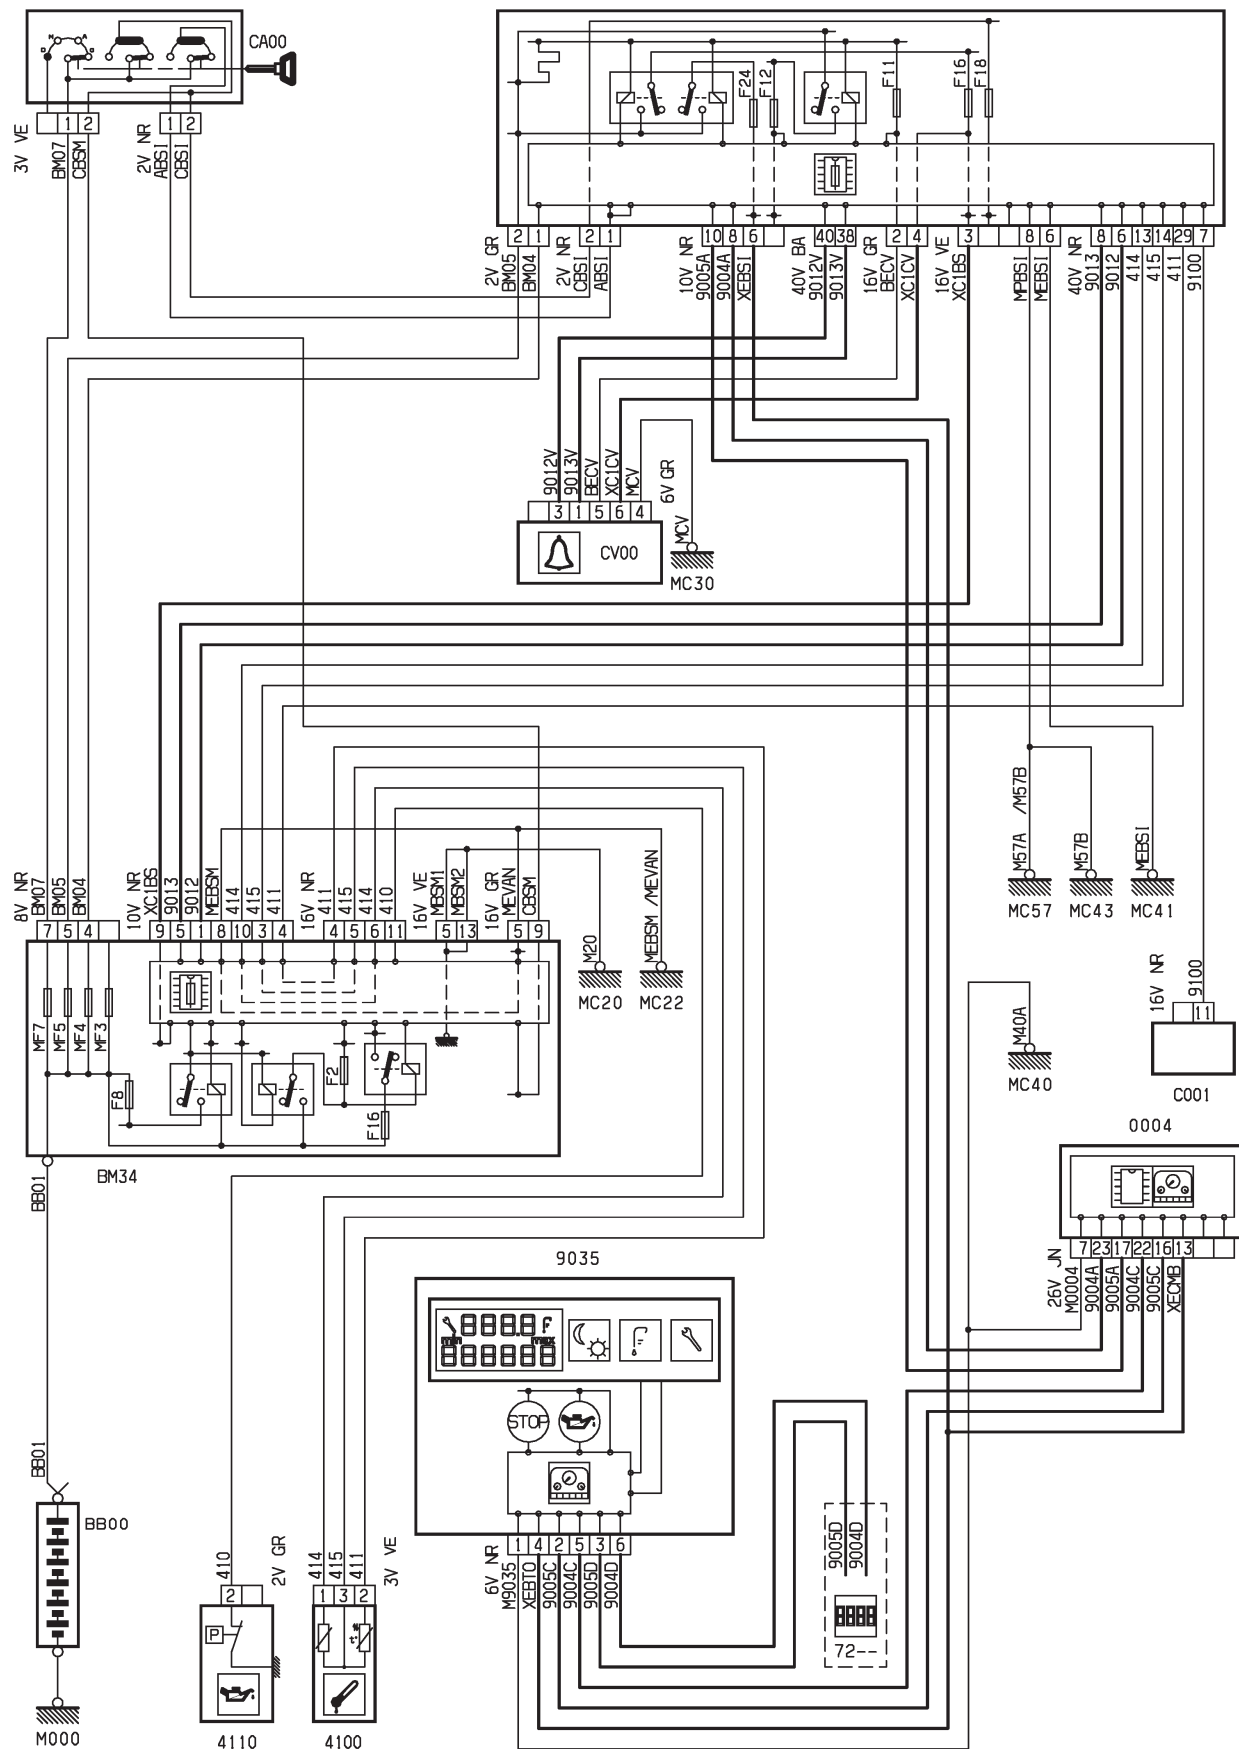 N A
D
CA00
3V VE
1 2
BM07
CBSM
2V NR
1 2
ABSI
CBSI
F24
F12
F11
F16
F18
2V GR
2 1
BM05
BM04
2V NR
2 1
CBSI
ABSI
10V NR
10 8 6
9005A
9004A
XEBSI
40V BA
40 38
9012V
9013V
16V GR
2 4
BECV
XC1CV
16V VE
3
XC1BS
8 6
MPBSI
MEBSI
40V NR
8 6 13 14 29 7
9013
9012
414
415
411
9100
9012V
9013V
BECV
XC1CV
MCV
6V GR
3 1 5 6 4
CV00
MCV
MC30
M57A /M57B
MC57
M57B
MC43
MEBSI
MC41
8V NR
BM07
BM05
BM04
7 5 4
10V NR
XC1BS
9013
9012
MEBSM
414
415
411
9 5 1 8 10 3 4
16V NR
411
415
414
410
4 5 6 11
16V VE
MBSM1
MBSM2
5 13
16V GR
MEVAN
CBSM
5 9
M20
MC20
MEBSM /MEVAN
MC22
MF7
MF5
MF4
MF3
F8
F2
F16
BM34
BB01
M40A
MC40
16V NR
9100
11
C001
0004
26V JN
7 23 17 22 16 13
M0004
9004A
9005A
9004C
9005C
XECMB
9035
888.8
min max
888888
STOP
6V NR
1 4 2 5 3 6
M9035
XEBTO
9005C
9004C
9005D
9004D
9005D
9004D
8888
72--
BB01
BB00
M000
410
2V GR
2
P
4110
414
415
411
3V VE
1 3 2
t°
4100